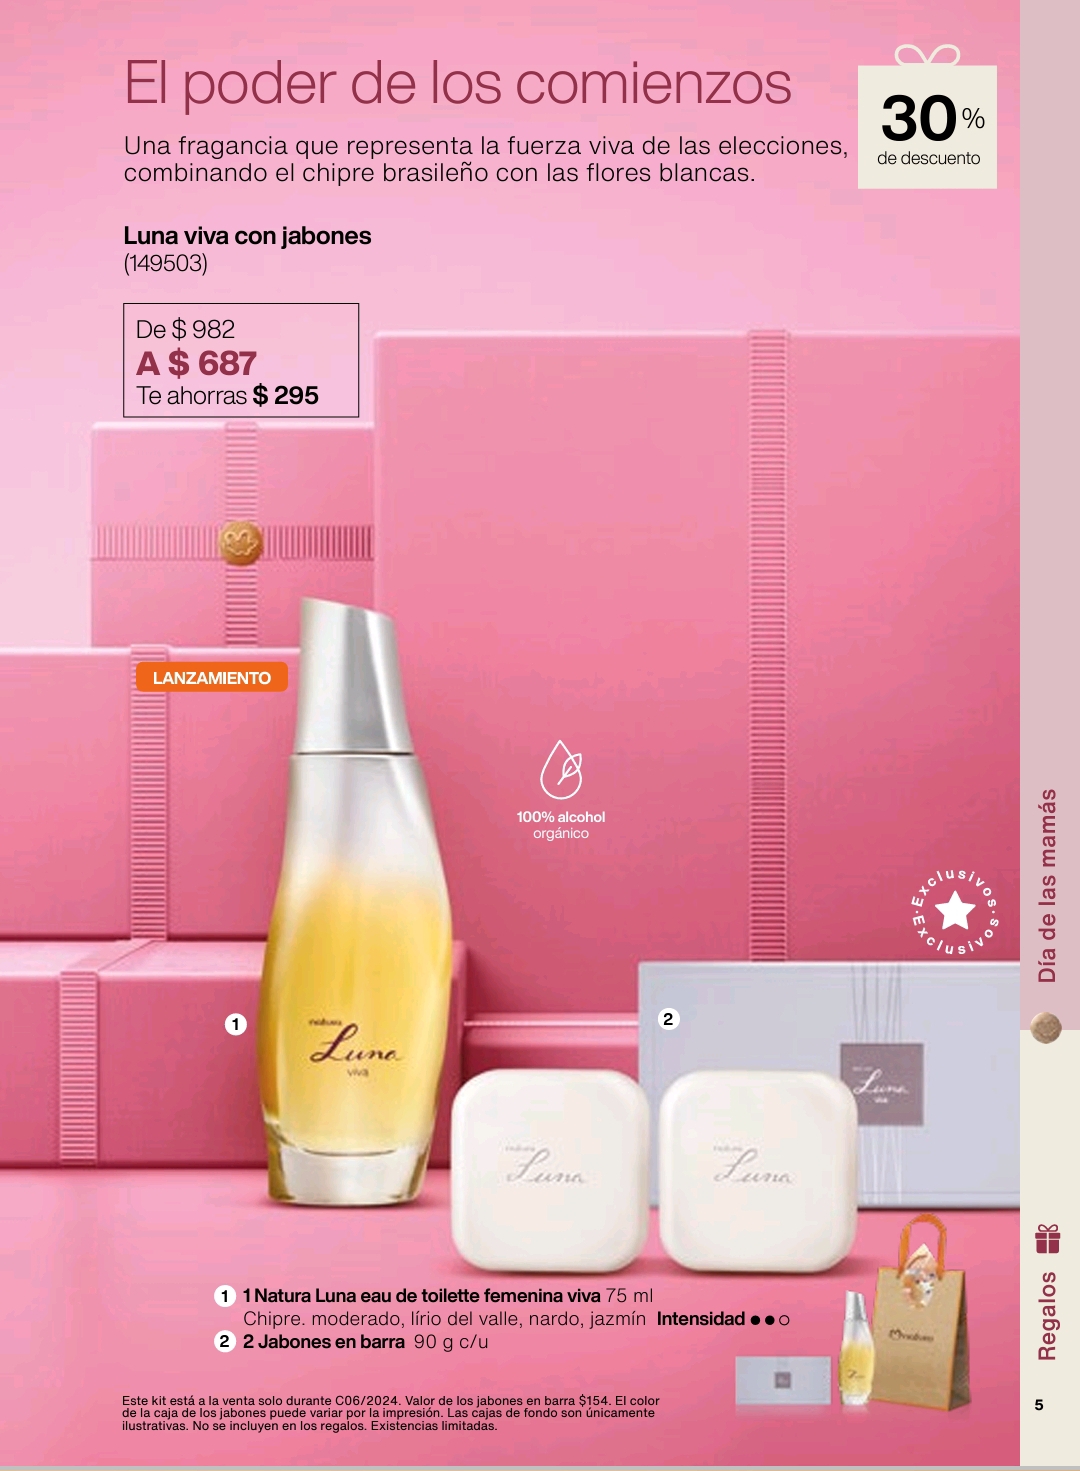 El poder de los comienzos
30%
de descuento
Una fragancia que representa la fuerza viva de las elecciones,
combinando el chipre brasileño con las flores blancas.
Luna viva con jabones
(149503)
De $ 982
A $ 687
Te ahorras $ 295
LANZAMIENTO
100% alcohol
orgánico
·Exclusivos·
Exclusivos
Día de las mamás
1
natura
Luna
viva
2
Luna
viva
natura
Luna
natura
Luna
1 1 Natura Luna eau de toilette femenina viva 75 ml
Chipre. moderado, lírio del valle, nardo, jazmín Intensidad ●●○
2 2 Jabones en barra 90 g c/u
natura
Regalos
Este kit está a la venta solo durante C06/2024. Valor de los jabones en barra $154. El color
de la caja de los jabones puede variar por la impresión. Las cajas de fondo son únicamente
ilustrativas. No se incluyen en los regalos. Existencias limitadas.
5